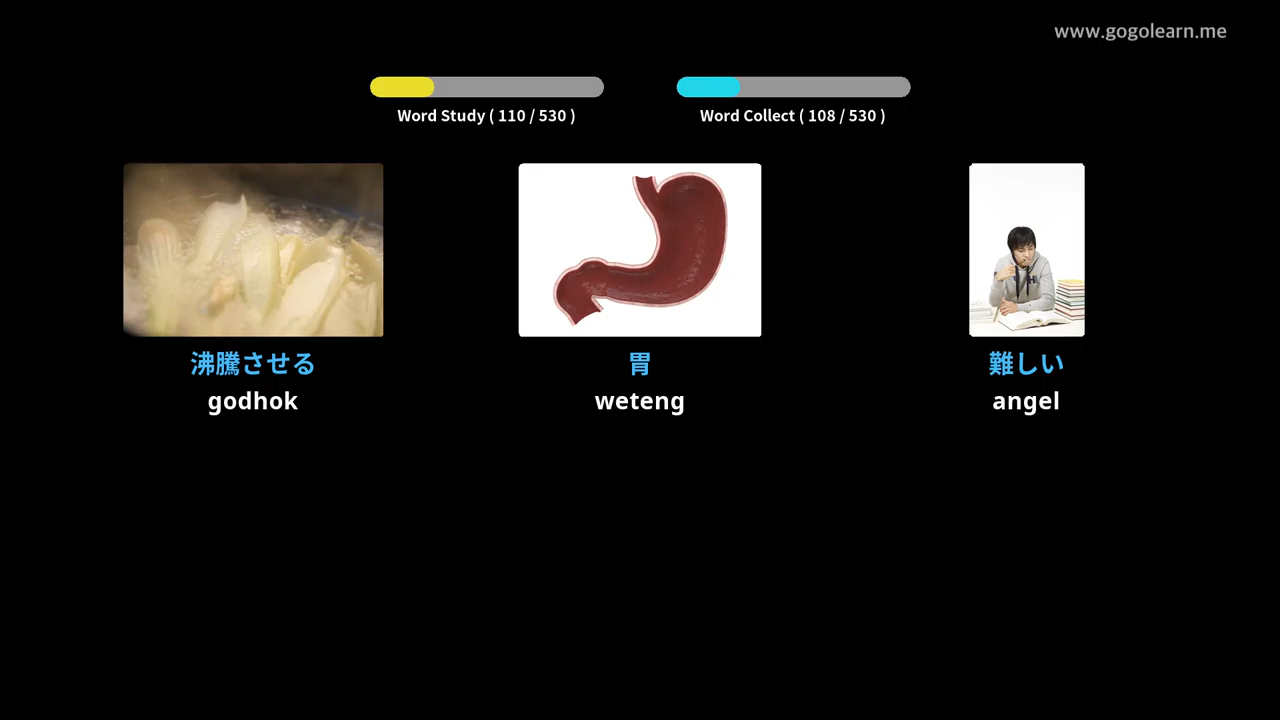 www.gogolearn.me
Word Study ( 110 / 530 )
Word Collect ( 108 / 530 )
沸騰させる
godhok
胃
weteng
難しい
angel